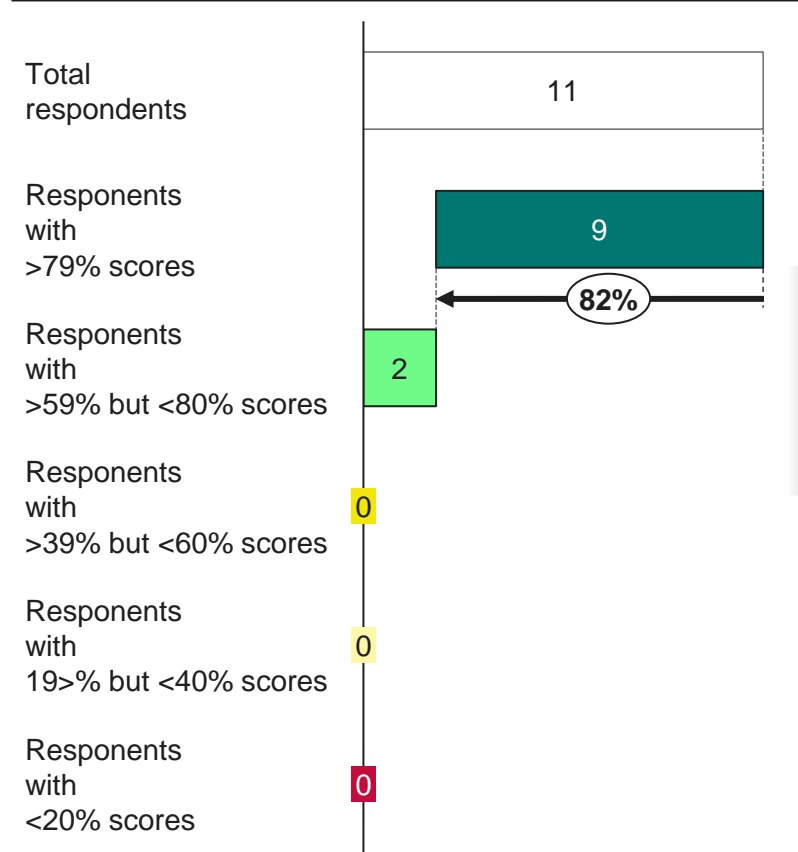 Total
respondents
11
Responents
with
>79% scores
9
82%
Responents
with
>59% but <80% scores
2
Responents
with
>39% but <60% scores
0
Responents
with
19>% but <40% scores
0
Responents
with
<20% scores
0